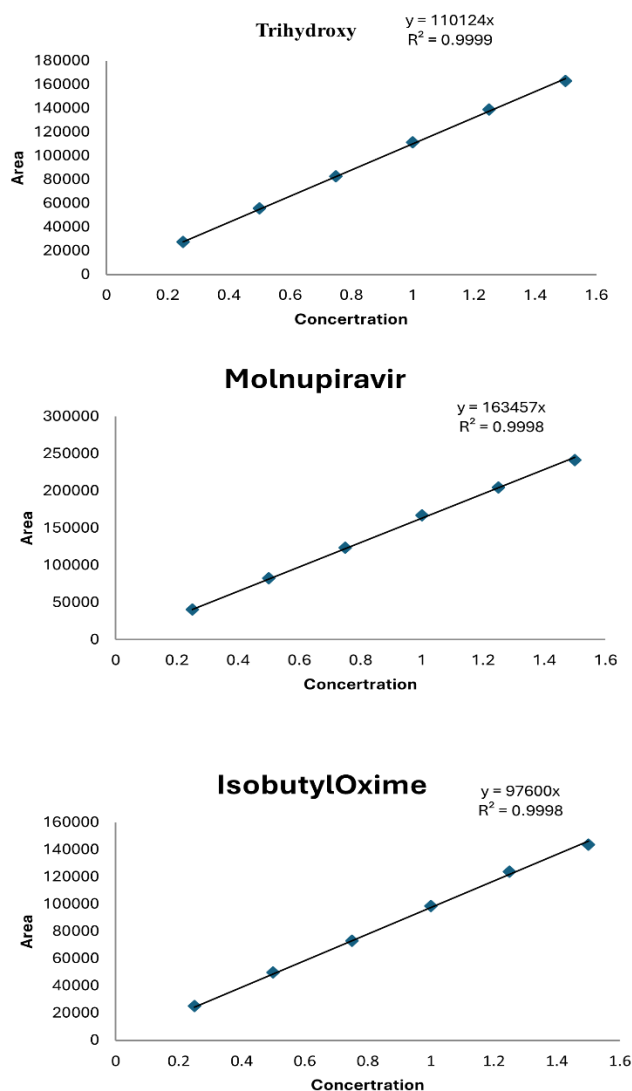 Trihydroxy
y = 110124x
R² = 0.9999
180000
160000
140000
120000
100000
80000
60000
40000
20000
0
Area
0 0.2 0.4 0.6 0.8 1 1.2 1.4 1.6
Concertration
Molnupiravir
y = 163457x
R² = 0.9998
300000
250000
200000
150000
100000
50000
0
Area
0 0.2 0.4 0.6 0.8 1 1.2 1.4 1.6
Concertration
IsobutylOxime
y = 97600x
R² = 0.9998
160000
140000
120000
100000
80000
60000
40000
20000
0
Area
0 0.2 0.4 0.6 0.8 1 1.2 1.4 1.6
Concertration